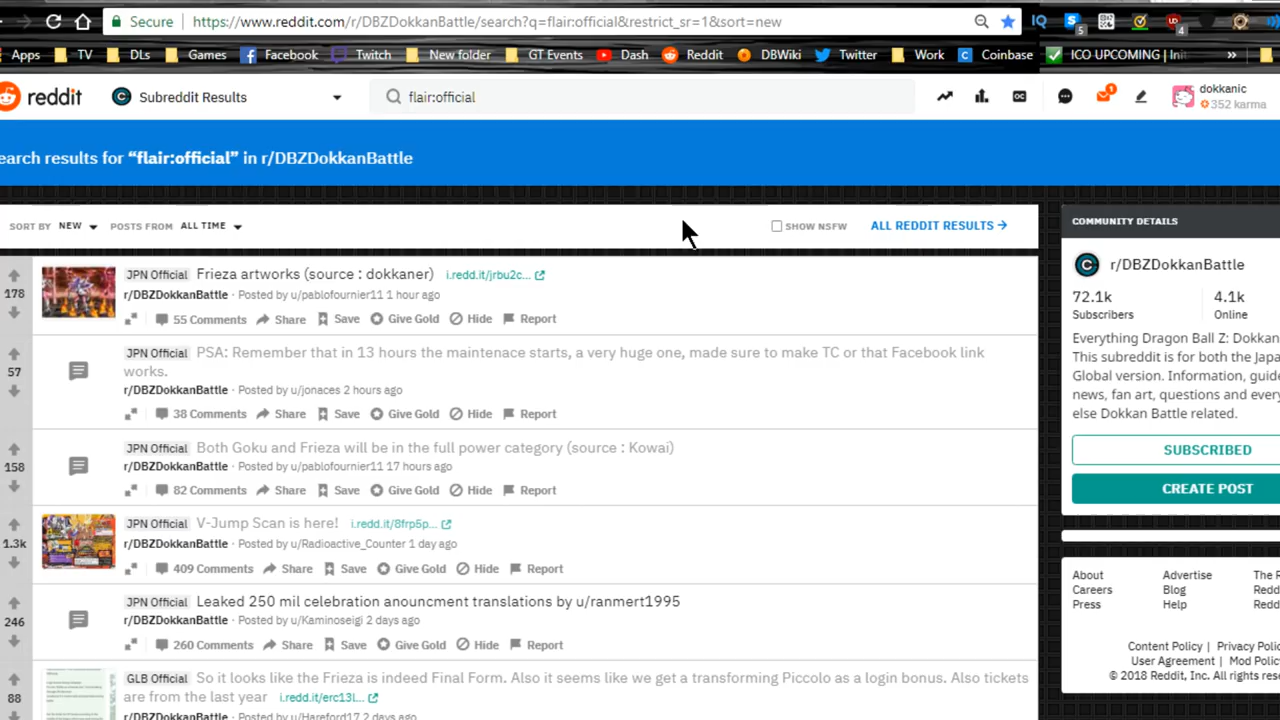 Secure https://www.reddit.com/r/DBZDokkanBattle/search?q=flair:official&restrict_sr=1&sort=new IQ 5 4
Apps TV DLs Games Facebook Twitch New folder GT Events Dash Reddit DBWiki Twitter Work Coinbase ICO UPCOMING | »
reddit Subreddit Results flair:official 1 dokkanic
352 karma
earch results for “flair:official” in r/DBZDokkanBattle
SORT BY NEW POSTS FROM ALL TIME SHOW NSFW ALL REDDIT RESULTS →
JPN Official Frieza artworks (source : dokkaner) i.redd.it/jrbu2c...
178 r/DBZDokkanBattle · Posted by u/pablofournier11 1 hour ago
55 Comments Share Save Give Gold Hide Report
JPN Official PSA: Remember that in 13 hours the maintenace starts, a very huge one, made sure to make TC or that Facebook link
57 works.
r/DBZDokkanBattle · Posted by u/jonaces 2 hours ago
38 Comments Share Save Give Gold Hide Report
JPN Official Both Goku and Frieza will be in the full power category (source : Kowai)
158 r/DBZDokkanBattle · Posted by u/pablofournier11 17 hours ago
82 Comments Share Save Give Gold Hide Report
JPN Official V-Jump Scan is here! i.redd.it/8frp5p...
1.3k r/DBZDokkanBattle · Posted by u/Radioactive_Counter 1 day ago
409 Comments Share Save Give Gold Hide Report
JPN Official Leaked 250 mil celebration anouncment translations by u/ranmert1995
246 r/DBZDokkanBattle · Posted by u/Kaminoseigi 2 days ago
260 Comments Share Save Give Gold Hide Report
GLB Official So it looks like the Frieza is indeed Final Form. Also it seems like we get a transforming Piccolo as a login bonus. Also tickets
88 are from the last year i.redd.it/erc13l...
r/DBZDokkanBattle · Posted by u/Hareford17 2 days ago
COMMUNITY DETAILS
r/DBZDokkanBattle
72.1k 4.1k
Subscribers Online
Everything Dragon Ball Z: Dokkan
This subreddit is for both the Japa
Global version. Information, guide
news, fan art, questions and every
else Dokkan Battle related.
SUBSCRIBED
CREATE POST
About Advertise The R
Careers Blog Redd
Press Help Redd
Content Policy | Privacy Poli
User Agreement | Mod Polic
© 2018 Reddit, Inc. All rights rese